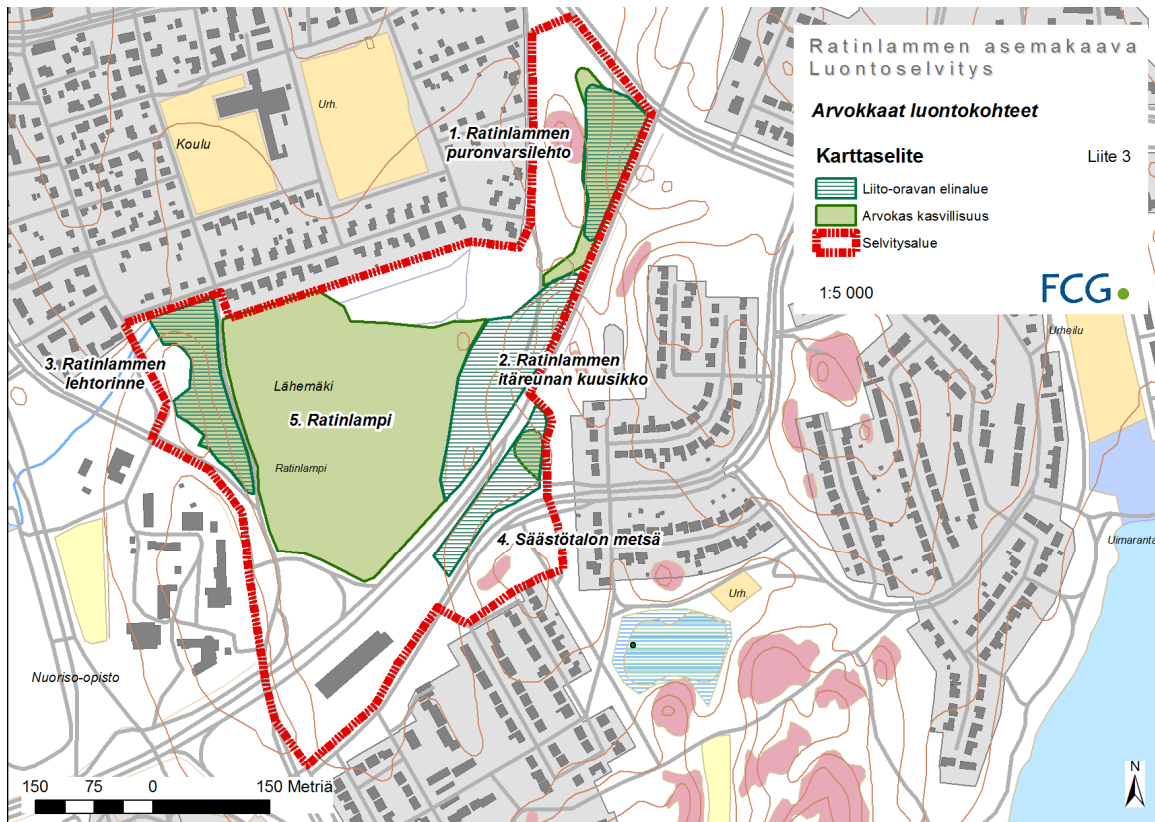 Ratinlammen asemakaava
Luontoselvitys
Arvokkaat luontokohteet
Karttaselite
Liite 3
Liito-oravan elinalue
Arvokas kasvillisuus
Selvitysalue
1:5 000
FCG
Urh.
Koulu
1. Ratinlammen
puronvarsilehto
3. Ratinlammen
lehtorinne
2. Ratinlammen
itäreunan kuusikko
Lähemäki
5. Ratinlampi
Ratinlampi
4. Säästötalon metsä
Urheilu
Uimaranta
Urh.
Nuoriso-opisto
150 75 0 150 Metriä
N